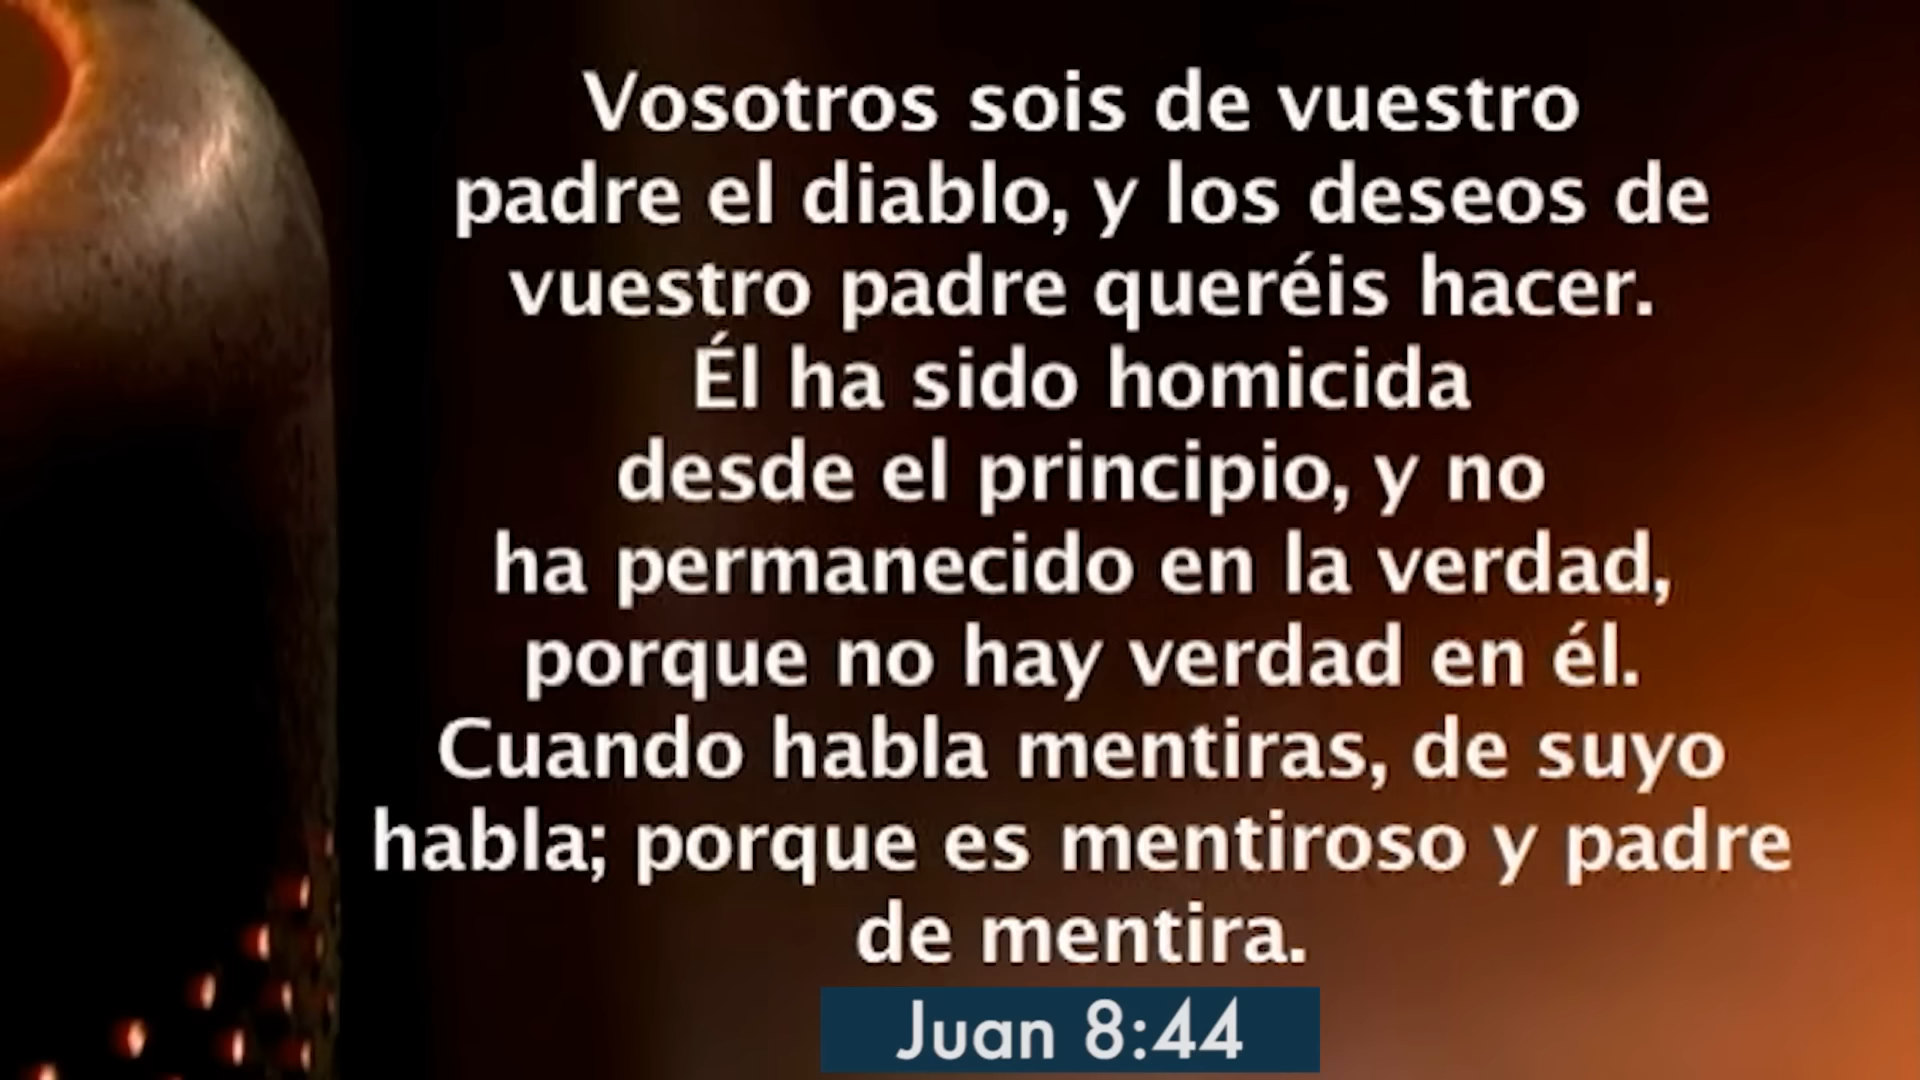 Vosotros sois de vuestro
padre el diablo, y los deseos de
vuestro padre queréis hacer.
Él ha sido homicida
desde el principio, y no
ha permanecido en la verdad,
porque no hay verdad en él.
Cuando habla mentiras, de suyo
habla; porque es mentiroso y padre
de mentira.
Juan 8:44